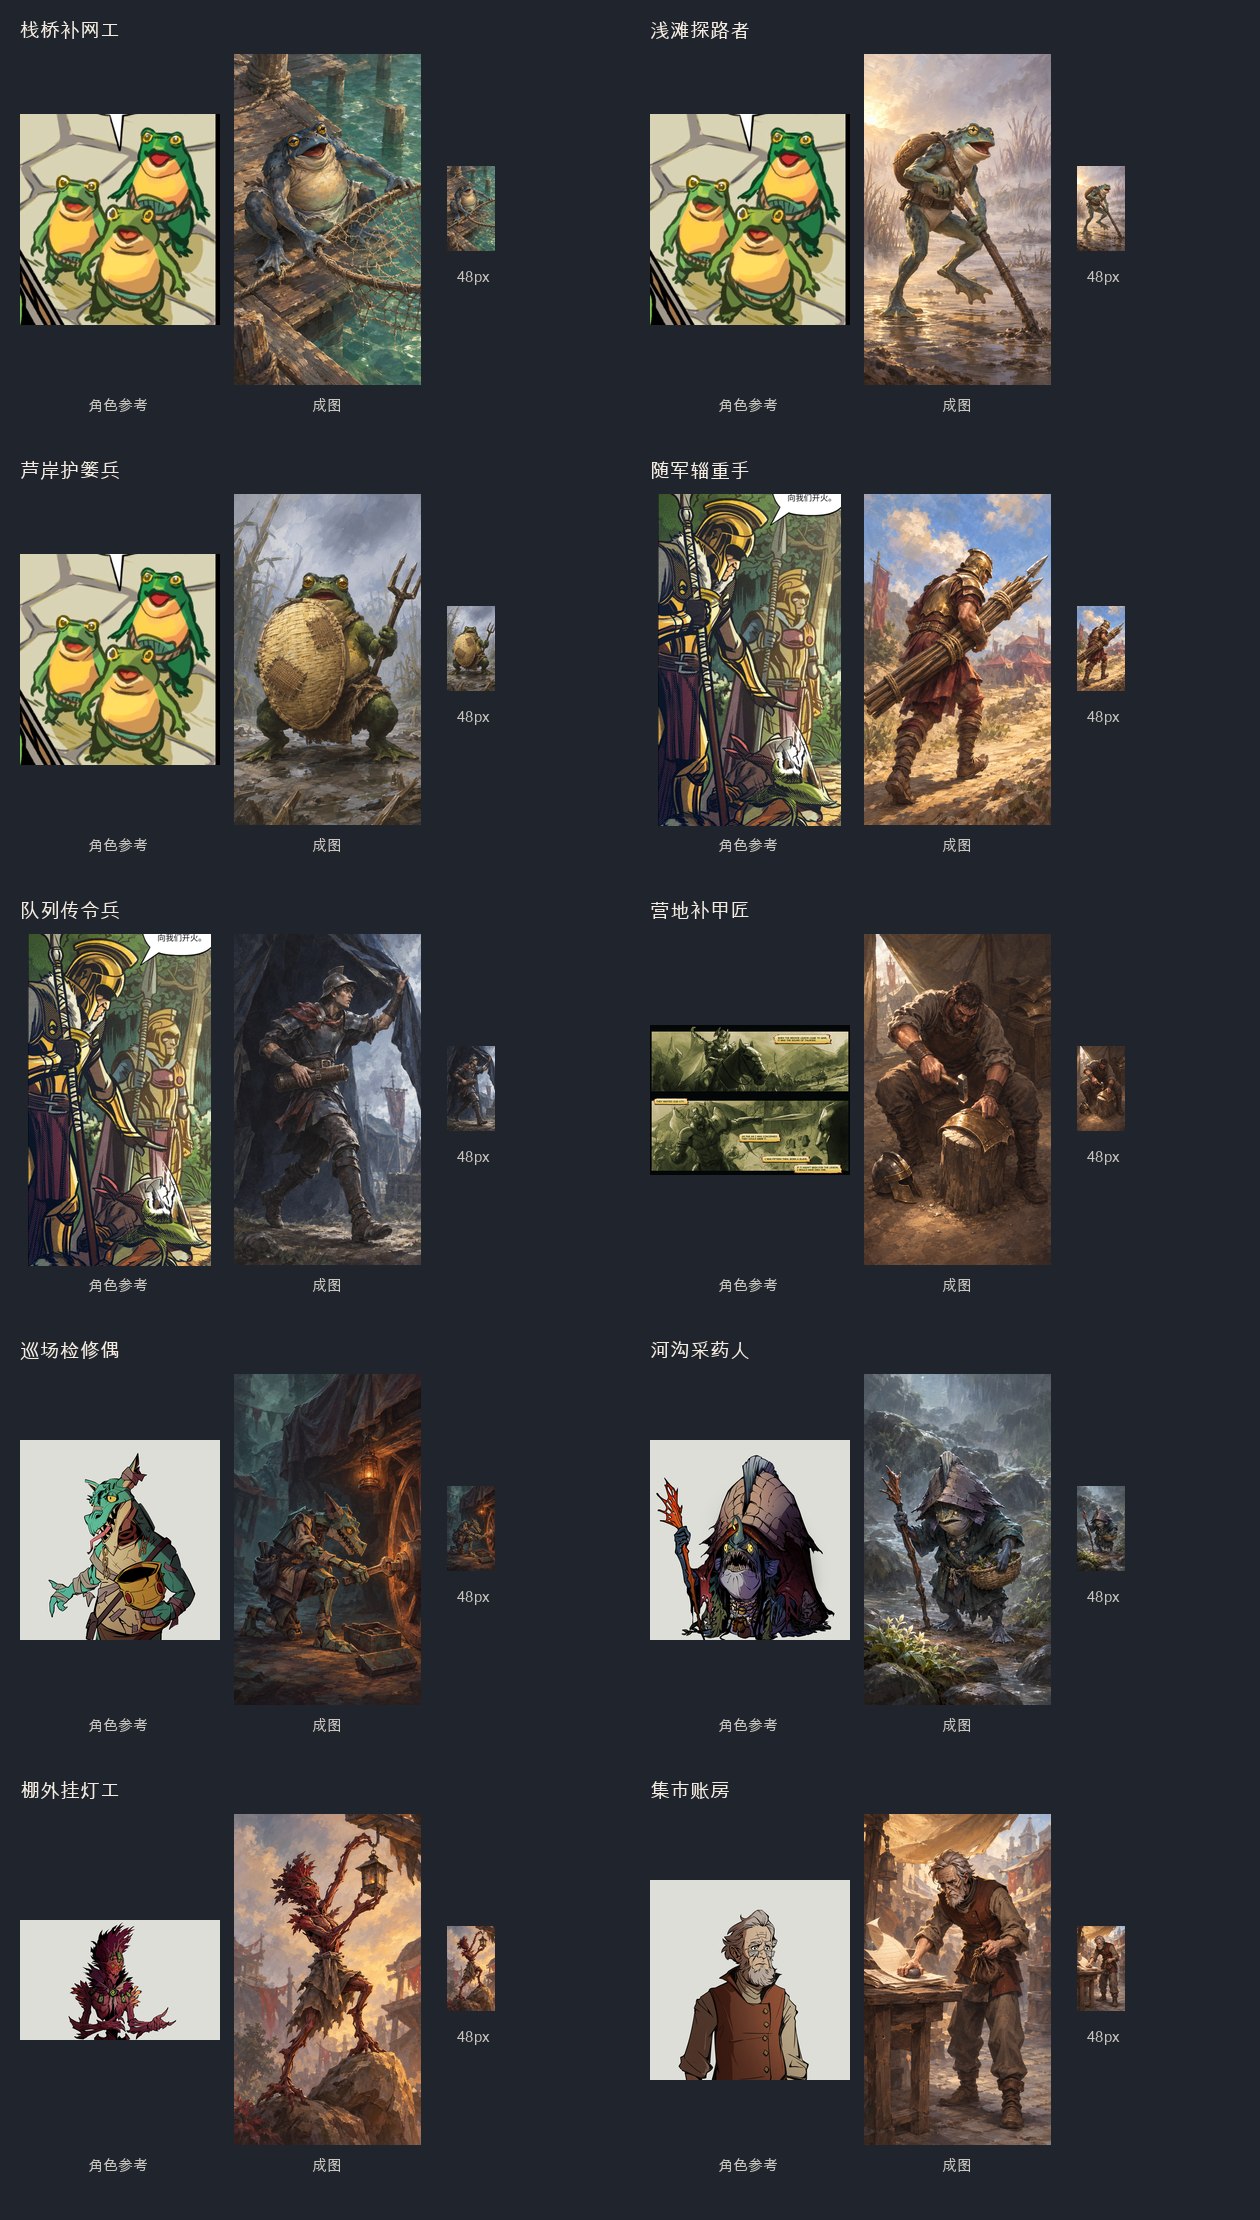 栈桥补网工
浅滩探路者
48px
48px
角色参考
成图
角色参考
成图
芦岸护篓兵
随军辎重手
向我们开火。
48px
48px
角色参考
成图
角色参考
成图
队列传令兵
营地补甲匠
向我们开火。
48px
48px
角色参考
成图
角色参考
成图
巡场检修偶
河沟采药人
48px
48px
角色参考
成图
角色参考
成图
棚外挂灯工
集市账房
48px
48px
角色参考
成图
角色参考
成图